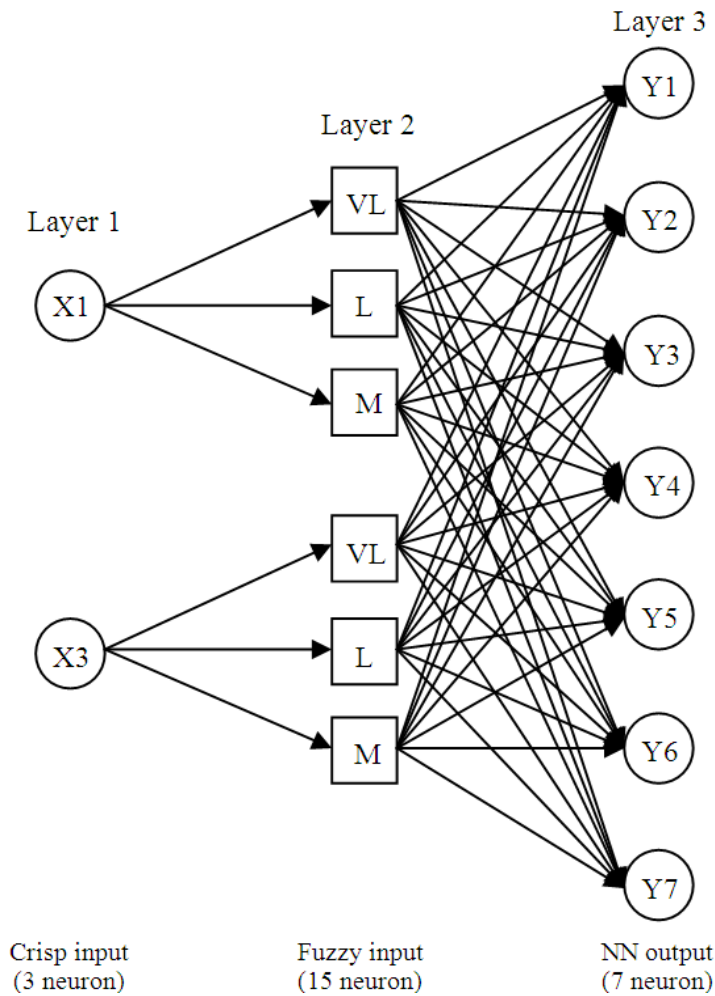 Layer 3
Y1
Layer 2
VL
Y2
Layer 1
X1
L
Y3
M
Y4
VL
Y5
X3
L
M
Y6
Y7
Crisp input
(3 neuron)
Fuzzy input
(15 neuron)
NN output
(7 neuron)